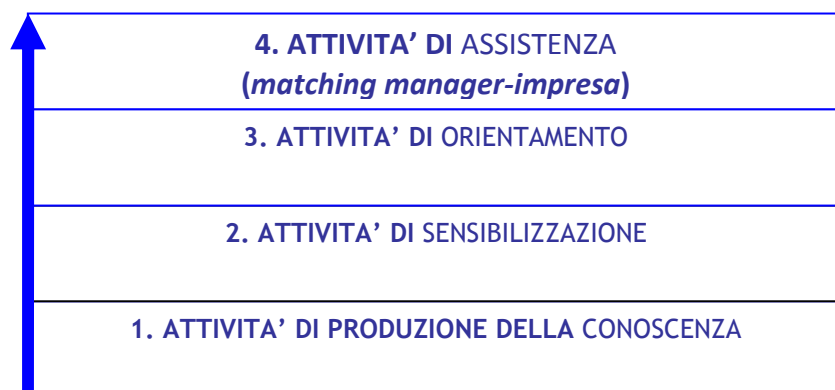 4. ATTIVITA’ DI ASSISTENZA
(matching manager-impresa)
3. ATTIVITA’ DI ORIENTAMENTO
2. ATTIVITA’ DI SENSIBILIZZAZIONE
1. ATTIVITA’ DI PRODUZIONE DELLA CONOSCENZA